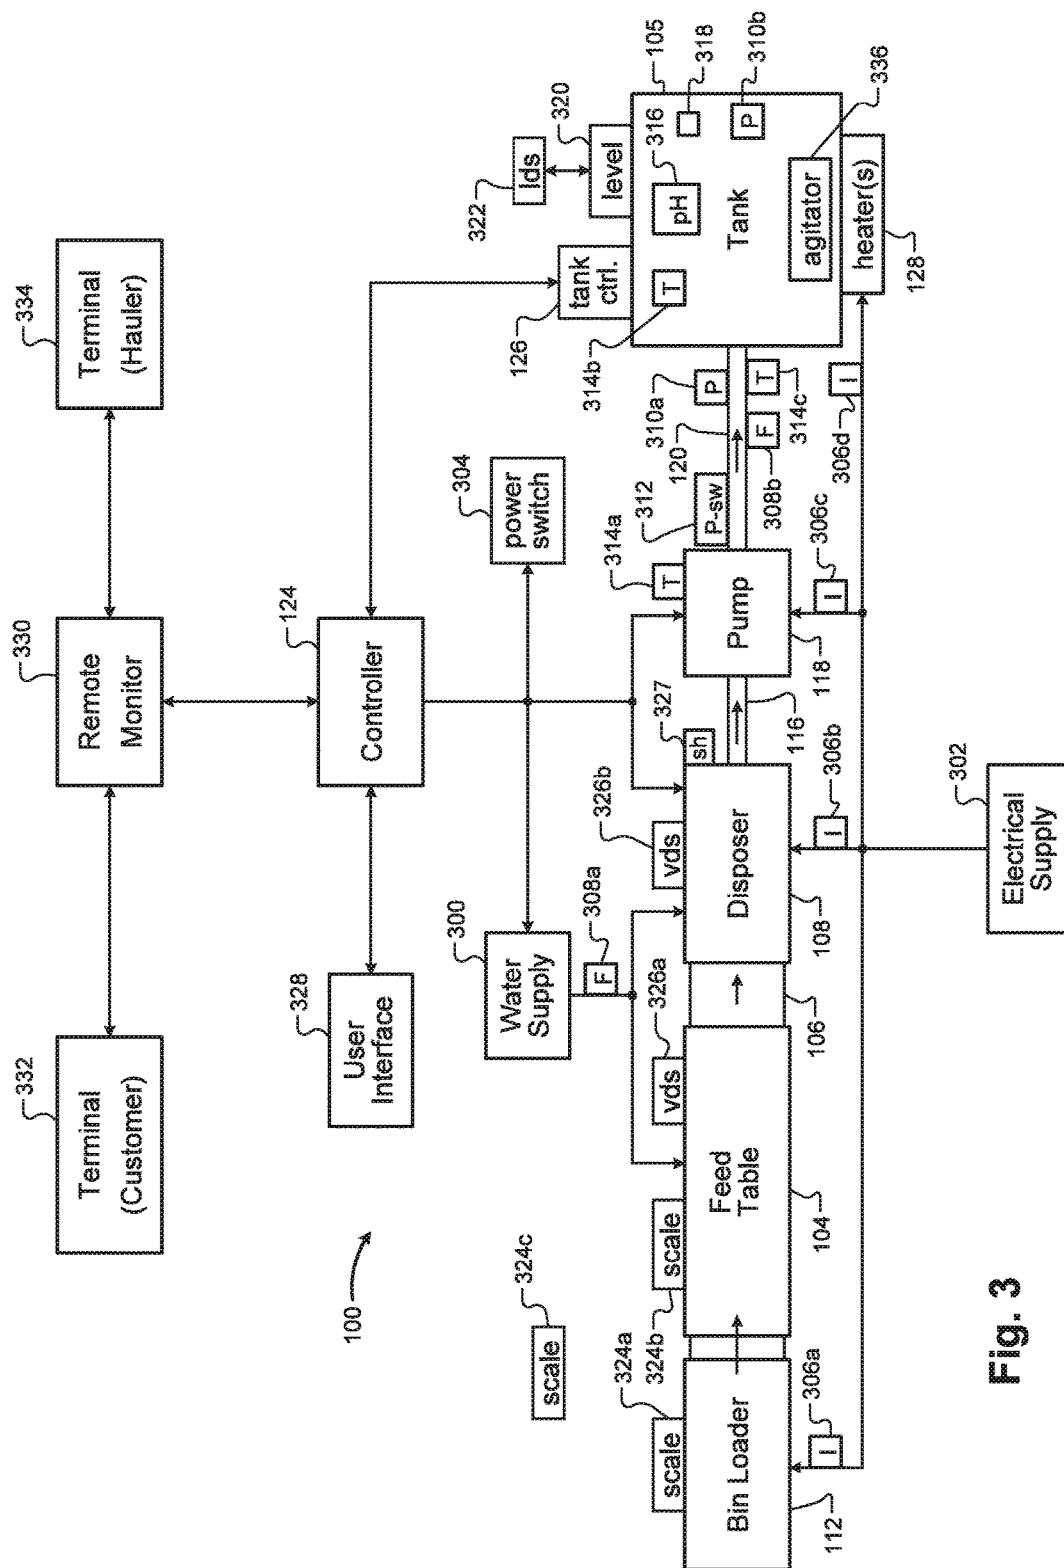 332
Terminal
(Customer)
330
Remote
Monitor
334
Terminal
(Hauler)
100
328
User
Interface
124
Controller
324c
scale
300
Water
Supply
308a
F
304
power
switch
322
lds
320
level
126
tank
ctrl.
105
324a
scale
324b
scale
326a
vds
326b
vds
327
sh
314a
T
312
P-sw
120
310a
P
314b
T
316
pH
318
310b
P
336
Bin Loader
Feed
Table
Disposer
Pump
Tank
agitator
heater(s)
112
306a
I
104
106
108
306b
I
116
118
306c
I
308b
F
314c
T
306d
I
128
302
Electrical
Supply
Fig. 3